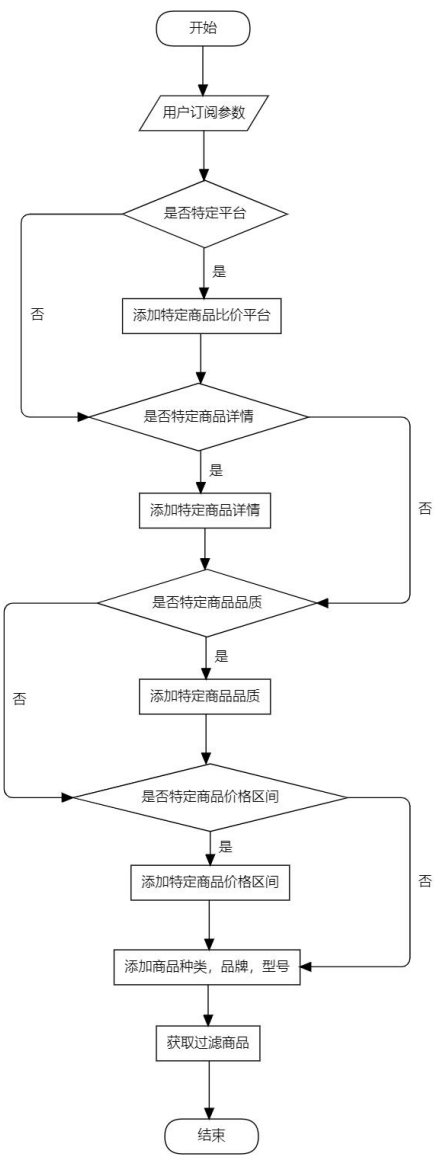 开始
用户订阅参数
是否特定平台
是
否
添加特定商品比价平台
是否特定商品详情
是
否
添加特定商品详情
是否特定商品品质
是
否
添加特定商品品质
是否特定商品价格区间
是
否
添加特定商品价格区间
添加商品种类，品牌，型号
获取过滤商品
结束